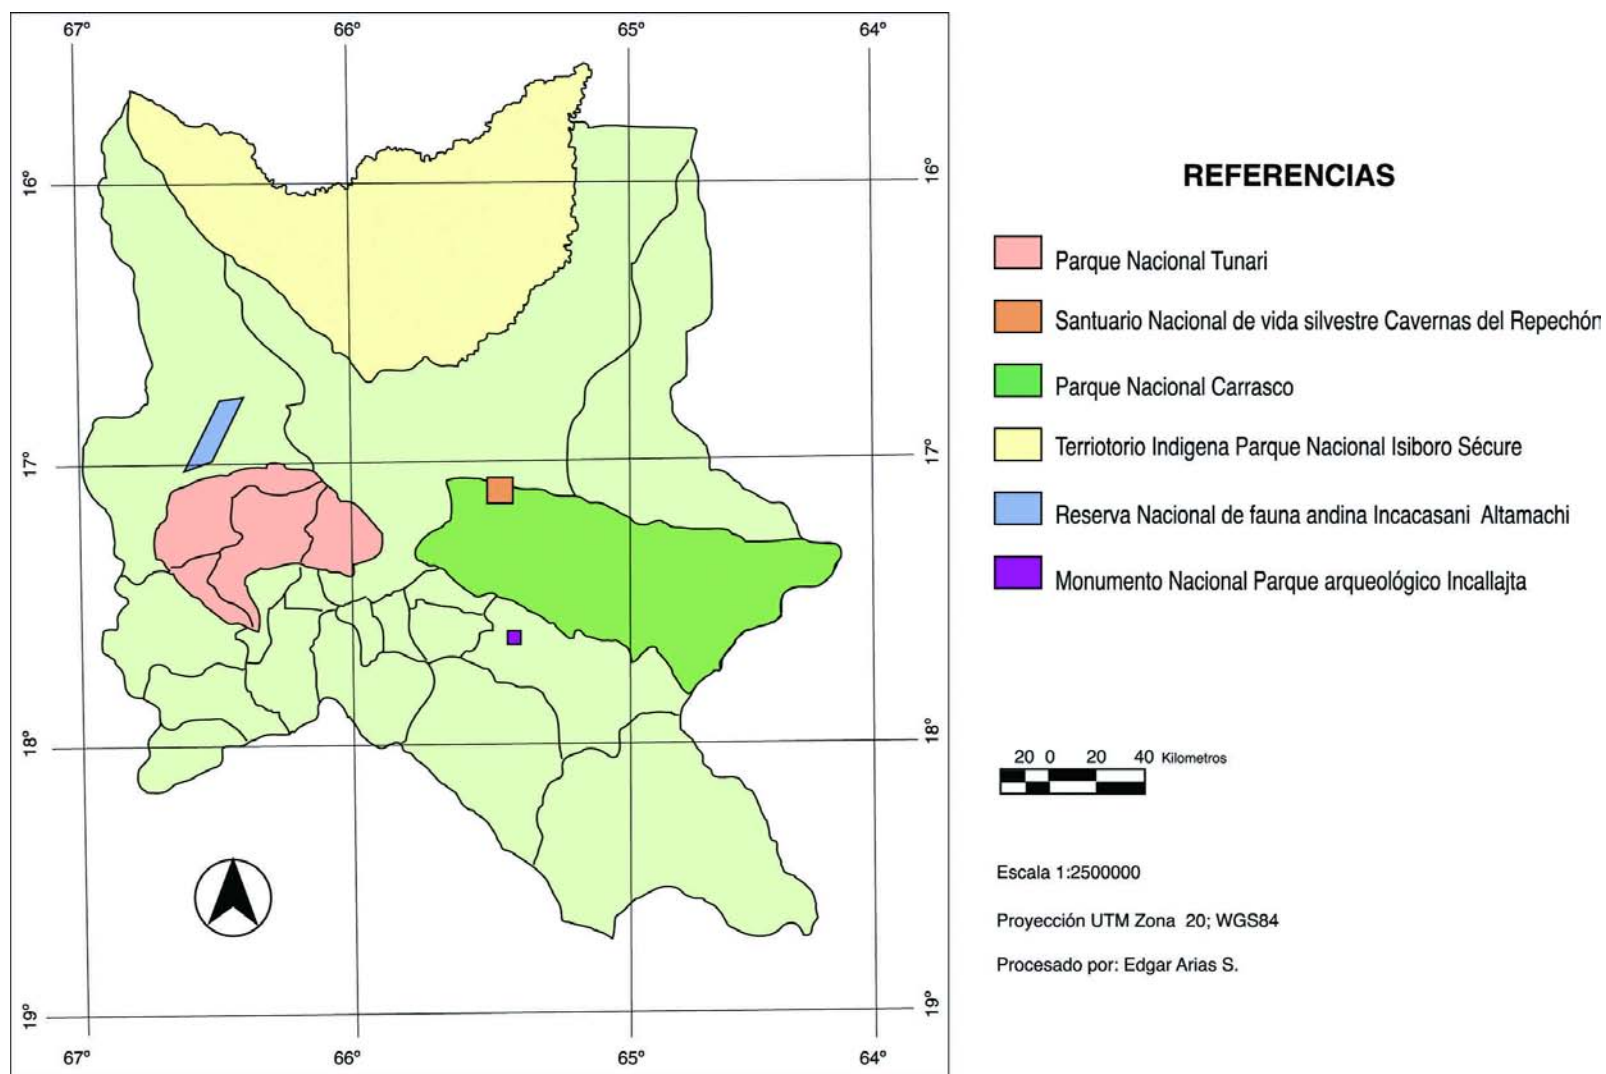 67º 66º 65º 64º
16º 16º
17º 17º
18º 18º
19º 19º
67º 66º 65º 64º
REFERENCIAS
Parque Nacional Tunari
Santuario Nacional de vida silvestre Cavernas del Repechón
Parque Nacional Carrasco
Terriotorio Indigena Parque Nacional Isiboro Sécure
Reserva Nacional de fauna andina Incacasani Altamachi
Monumento Nacional Parque arqueológico Incallajta
20 0 20 40 Kilometros
Escala 1:2500000
Proyección UTM Zona 20; WGS84
Procesado por: Edgar Arias S.